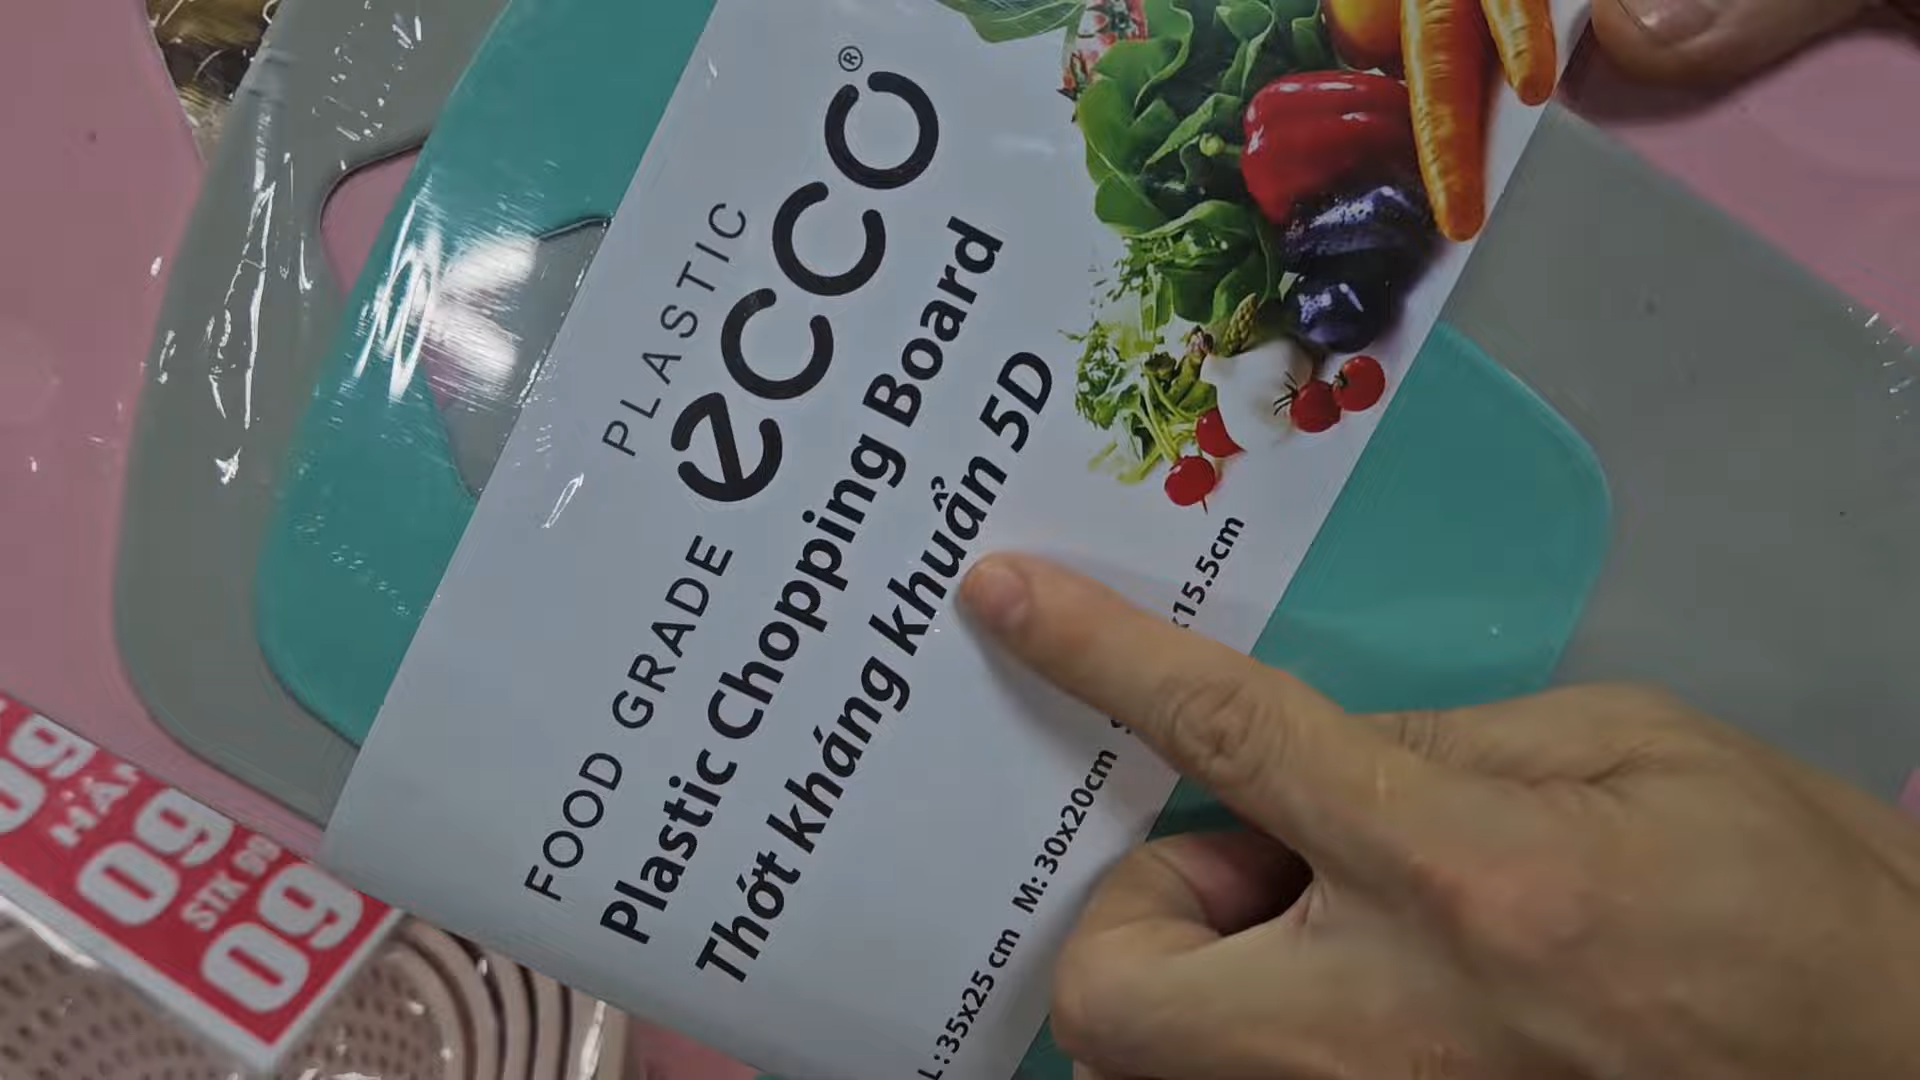 PLASTIC
ecco®
FOOD GRADE
Plastic Chopping Board
Thớt kháng khuẩn 5D
L: 35x25 cm M: 30x20cm x15.5cm
09
09
STK 99
09